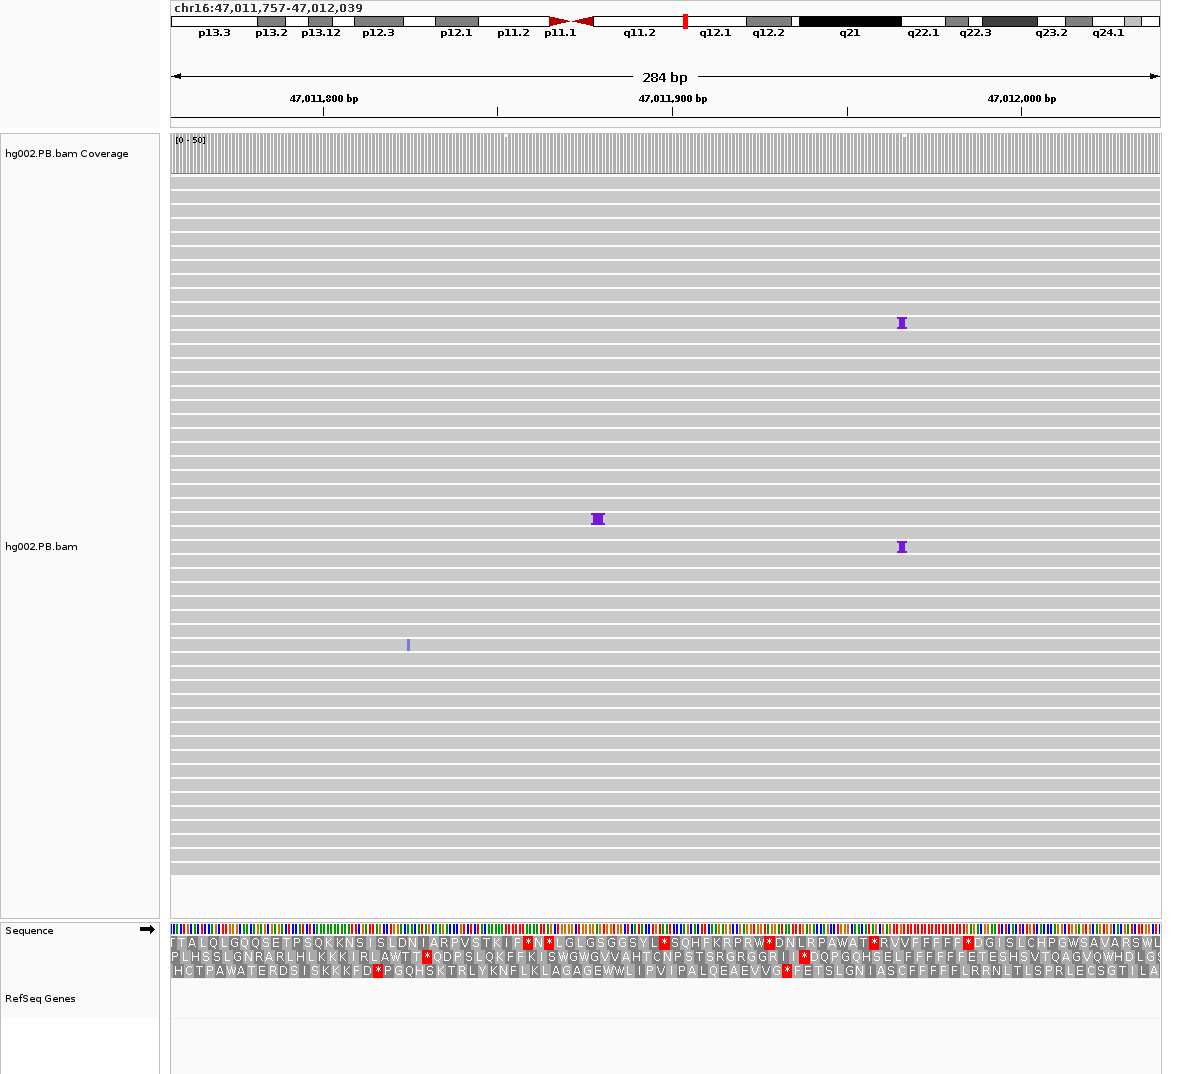 chr16:47,011,757-47,012,039
p13.3 p13.2 p13.12 p12.3 p12.1 p11.2 p11.1 q11.2 q12.1 q12.2 q21 q22.1 q22.3 q23.2 q24.1
284 bp
47,011,800 bp 47,011,900 bp 47,012,000 bp
[0 - 50]
hg002.PB.bam Coverage
hg002.PB.bam
Sequence
TTALQLGQQSETPSQKKNSISLDNIARPVSTKIF*N*LGLGSGGSYL*SQHFKRPRW*DNLRPAWAT*RVVFFFFF*DGISLCHPGWSAVARSWL
PLHSSLGNRARLHLKKKIRLAWTT*QDPSLQKFFKISWGWGVVAHTCNPSTSRGRGGRII*DQPGQHSELFFFFFFETESHSVTQAGVQWHDLGS
HCTPAWATERDSISKKKFD*PGQHSKTRLYKNFLKLAGAGEWWLIPVIPALQEAEVVG*FETSLGNIASCFFFFFLRRNLTLSPRLECSGTILA
RefSeq Genes